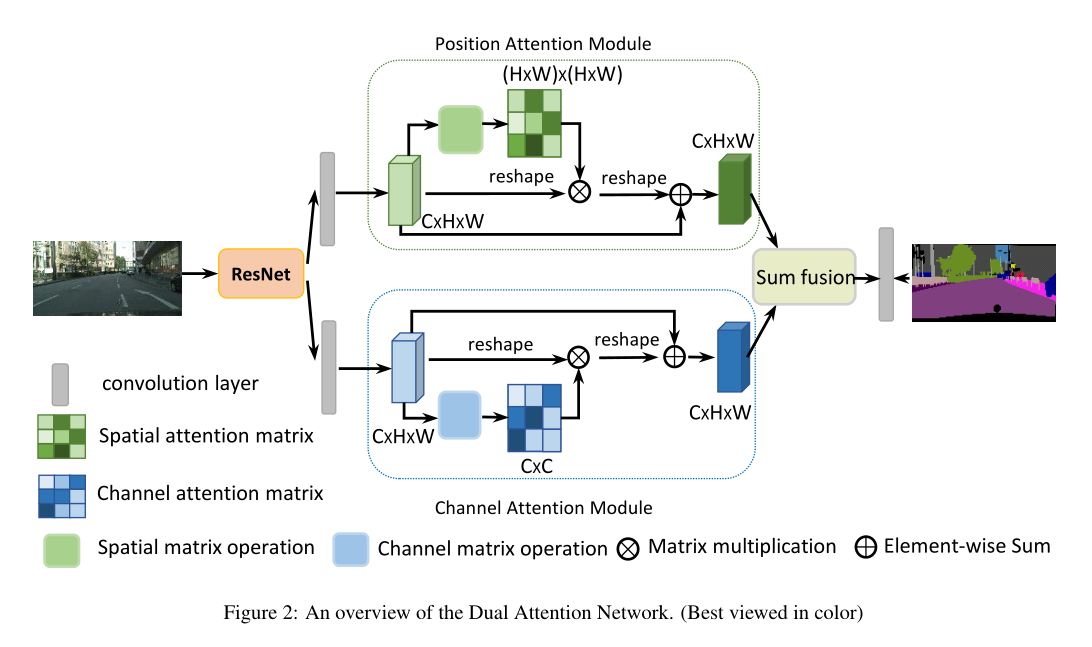 Position Attention Module
(HxW)x(HxW)
CxHxW
reshape
reshape
CxHxW
ResNet
Sum fusion
reshape
reshape
CxHxW
CxC
CxHxW
Channel Attention Module
convolution layer
Spatial attention matrix
Channel attention matrix
Spatial matrix operation
Channel matrix operation
Matrix multiplication
Element-wise Sum
Figure 2: An overview of the Dual Attention Network. (Best viewed in color)